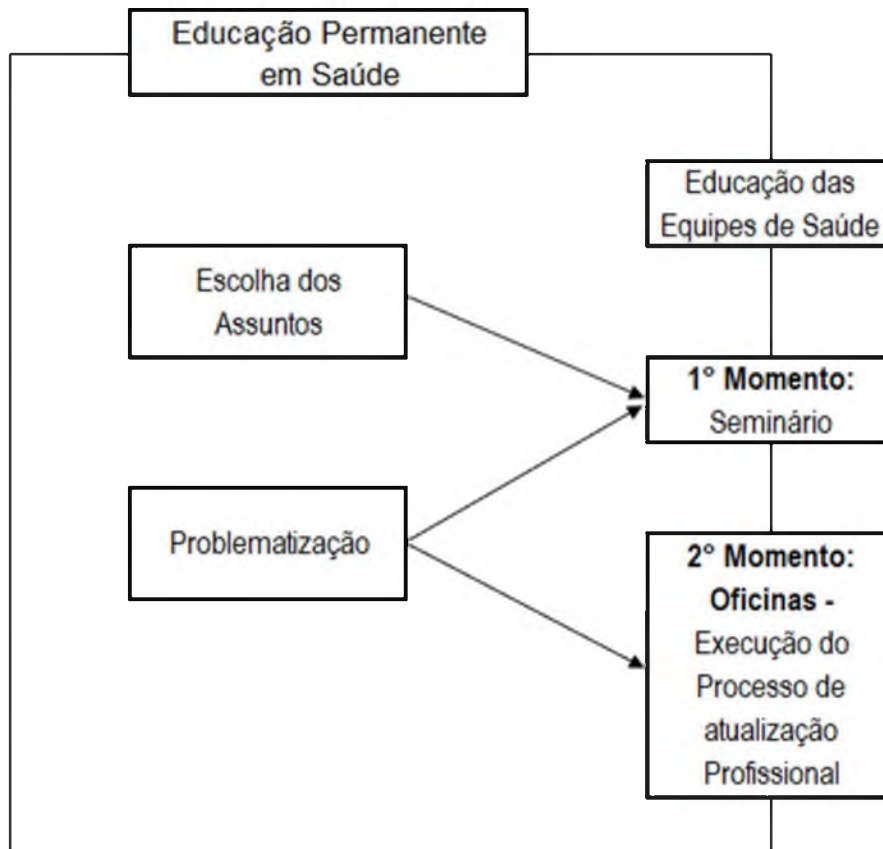 Educação Permanente
em Saúde
Educação das
Equipes de Saúde
Escolha dos
Assuntos
1° Momento:
Seminário
Problematização
2° Momento:
Oficinas -
Execução do
Processo de
atualização
Profissional